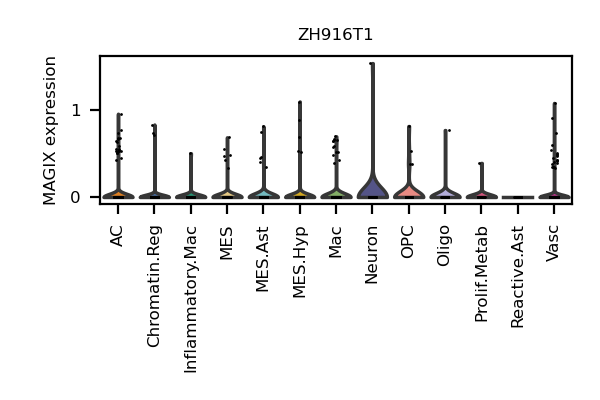 ZH916T1
MAGIX expression
1
0
AC
Chromatin.Reg
Inflammatory.Mac
MES
MES.Ast
MES.Hyp
Mac
Neuron
OPC
Oligo
Prolif.Metab
Reactive.Ast
Vasc